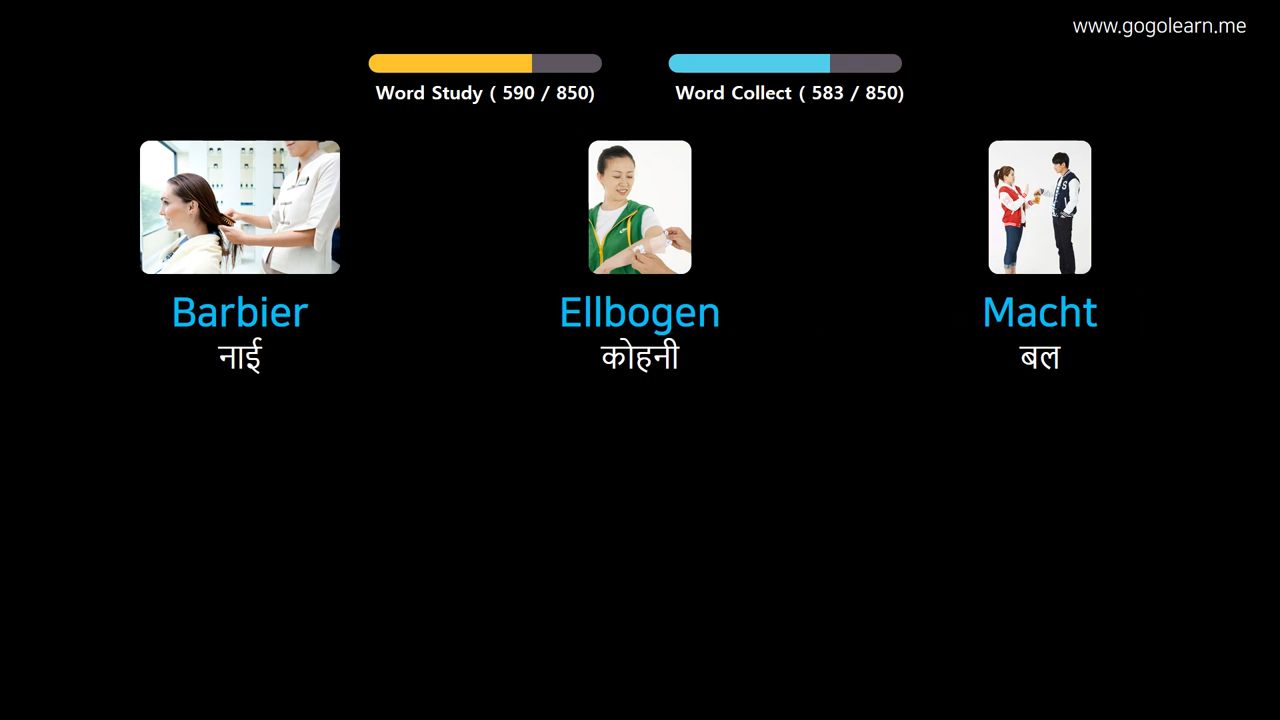 www.gogolearn.me
Word Study ( 590 / 850)
Word Collect ( 583 / 850)
Barbier
Ellbogen
Macht
नाई
कोहनी
बल